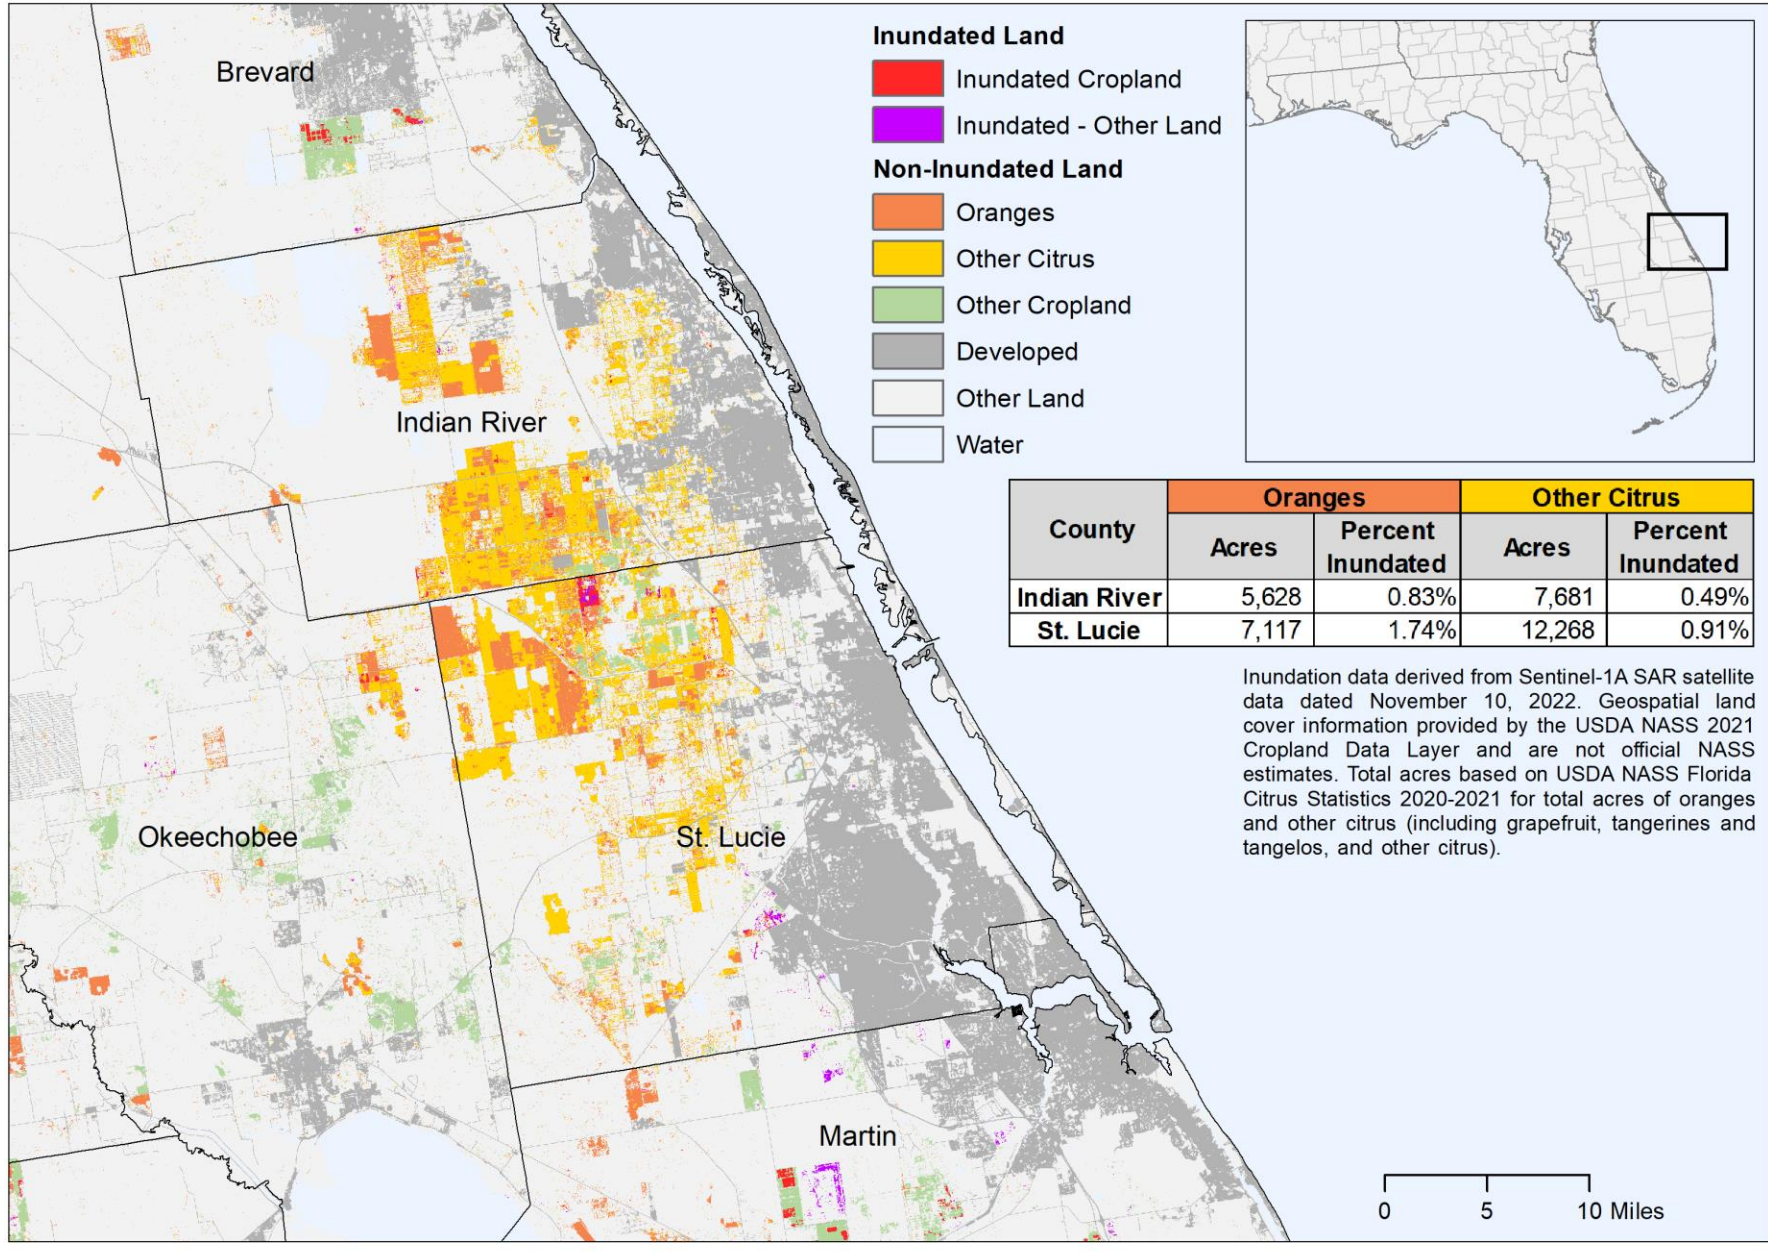 Brevard
Indian River
Okeechobee
St. Lucie
Martin
Inundated Land
Inundated Cropland
Inundated - Other Land
Non-Inundated Land
Oranges
Other Citrus
Other Cropland
Developed
Other Land
Water
County Oranges Other Citrus
Acres Percent Inundated Acres Percent Inundated
Indian River 5,628 0.83% 7,681 0.49%
St. Lucie 7,117 1.74% 12,268 0.91%
Inundation data derived from Sentinel-1A SAR satellite
data dated November 10, 2022. Geospatial land
cover information provided by the USDA NASS 2021
Cropland Data Layer and are not official NASS
estimates. Total acres based on USDA NASS Florida
Citrus Statistics 2020-2021 for total acres of oranges
and other citrus (including grapefruit, tangerines and
tangelos, and other citrus).
0 5 10 Miles